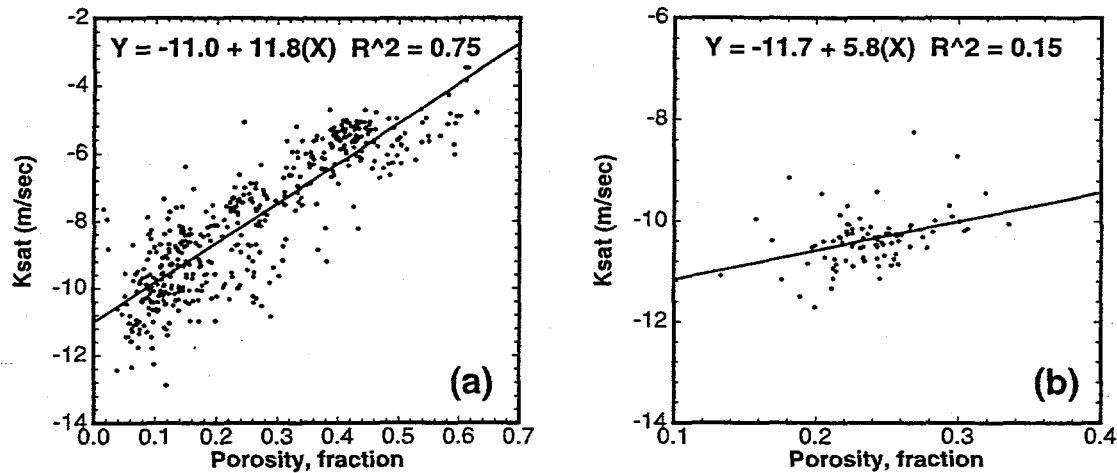 Y = -11.0 + 11.8(X) R^2 = 0.75
-2
-4
-6
-8
-10
-12
-14
Ksat (m/sec)
0.0 0.1 0.2 0.3 0.4 0.5 0.6 0.7
Porosity, fraction
(a)
Y = -11.7 + 5.8(X) R^2 = 0.15
-6
-8
-10
-12
-14
Ksat (m/sec)
0.1 0.2 0.3 0.4
Porosity, fraction
(b)